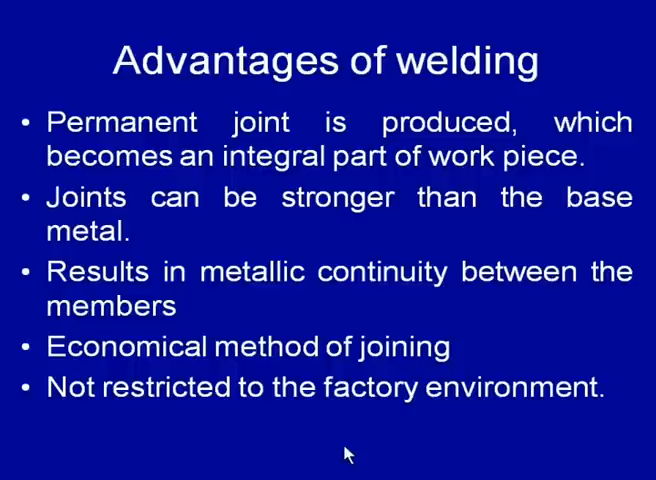 Advantages of welding
• Permanent joint is produced, which
becomes an integral part of work piece.
• Joints can be stronger than the base
metal.
• Results in metallic continuity between the
members
• Economical method of joining
• Not restricted to the factory environment.